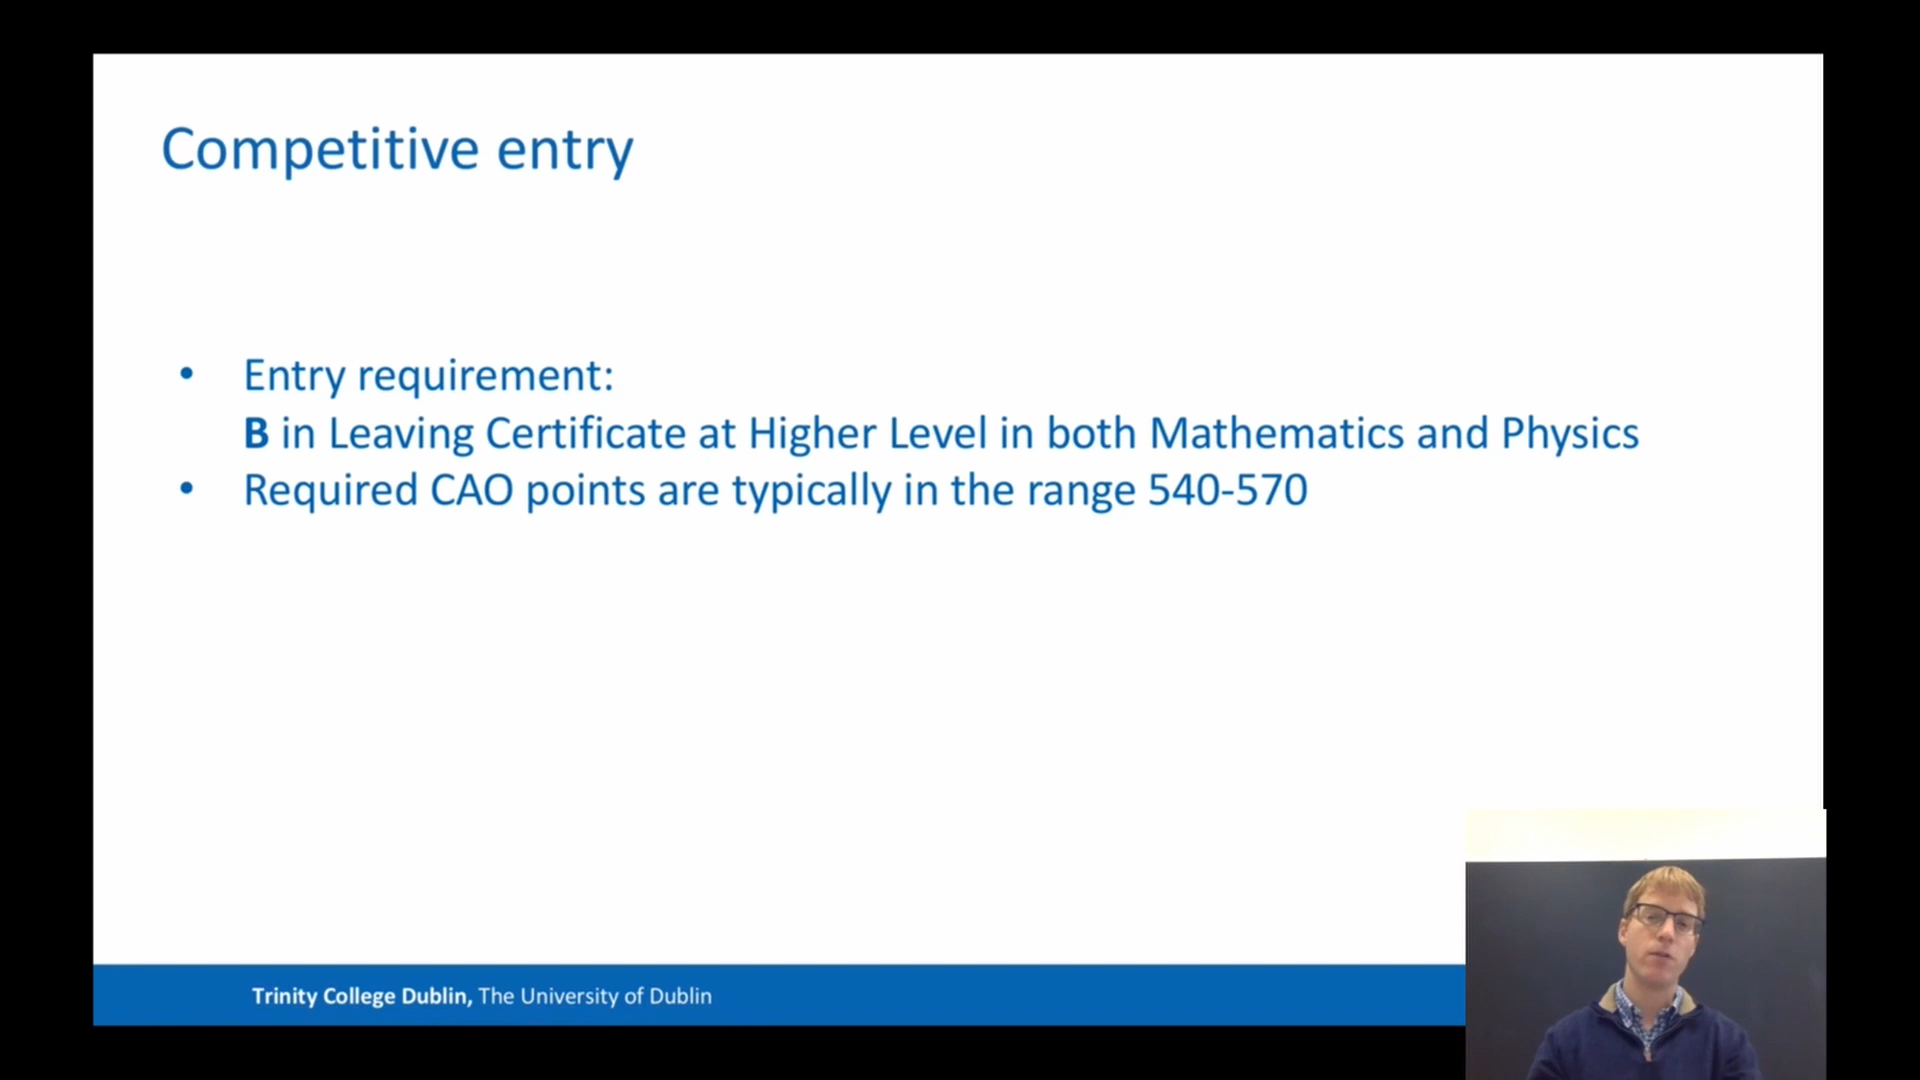 Competitive entry
• Entry requirement:
B in Leaving Certificate at Higher Level in both Mathematics and Physics
• Required CAO points are typically in the range 540-570
Trinity College Dublin, The University of Dublin